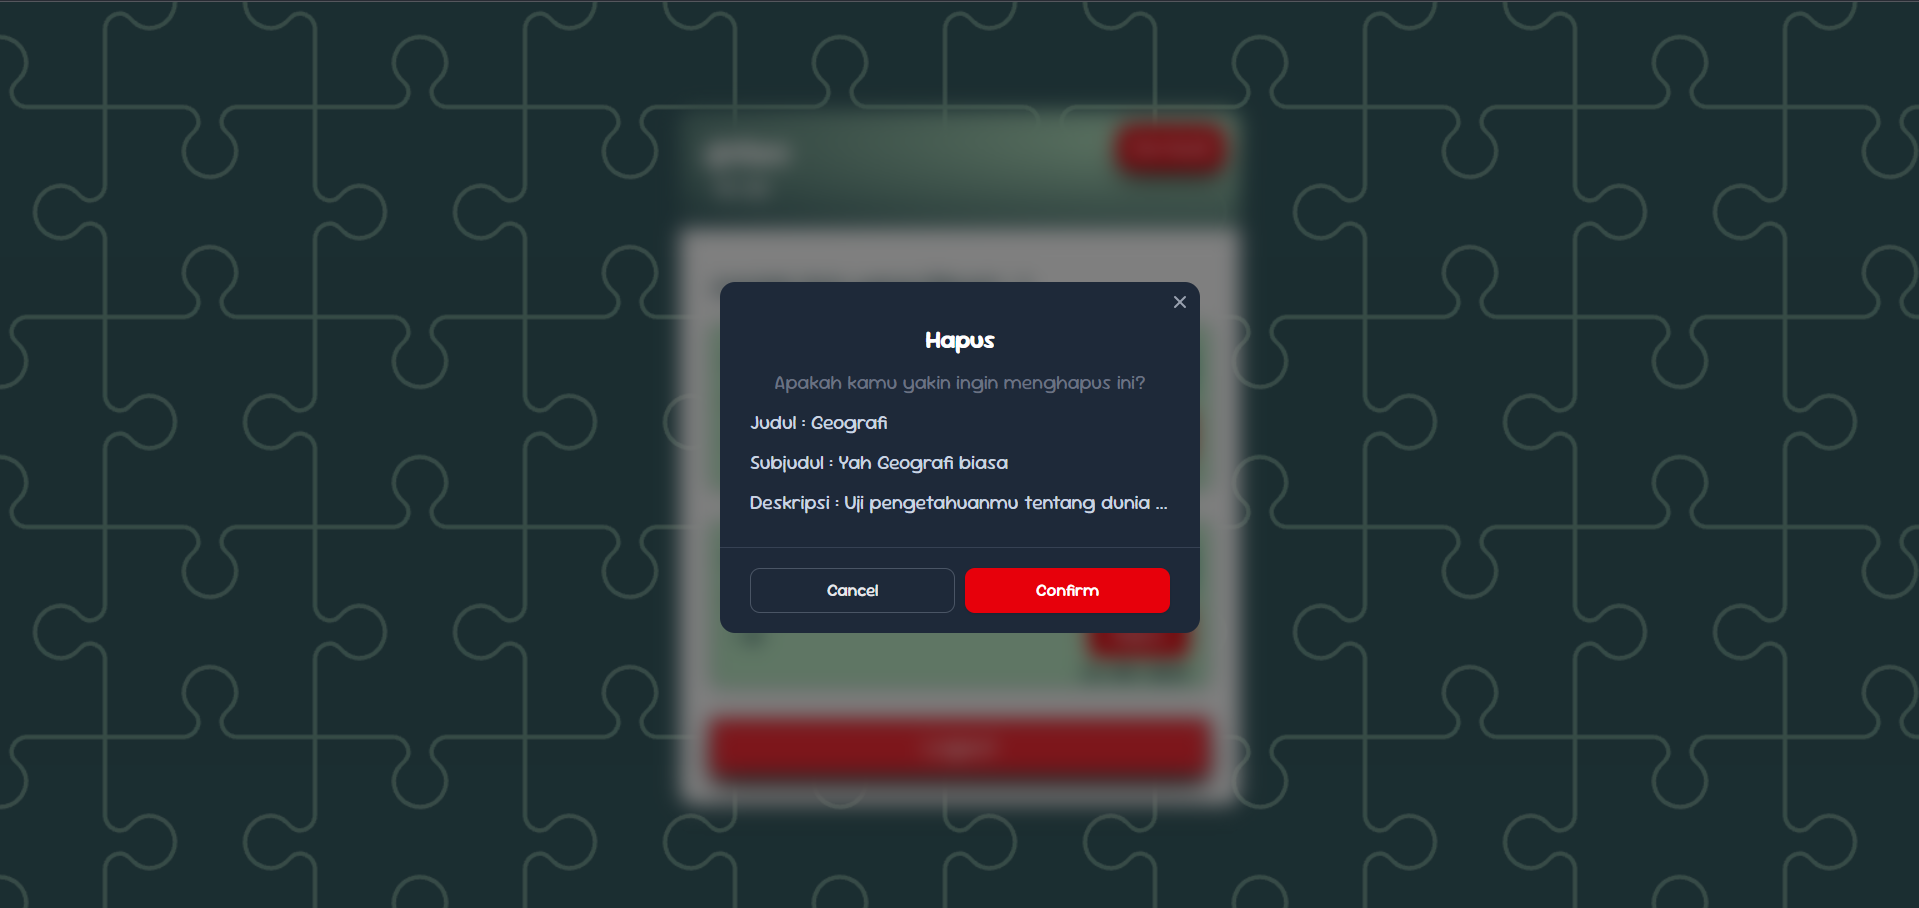 Hapus
Apakah kamu yakin ingin menghapus ini?
Judul : Geografi
Subjudul : Yah Geografi biasa
Deskripsi : Uji pengetahuanmu tentang dunia ...
Cancel
Confirm